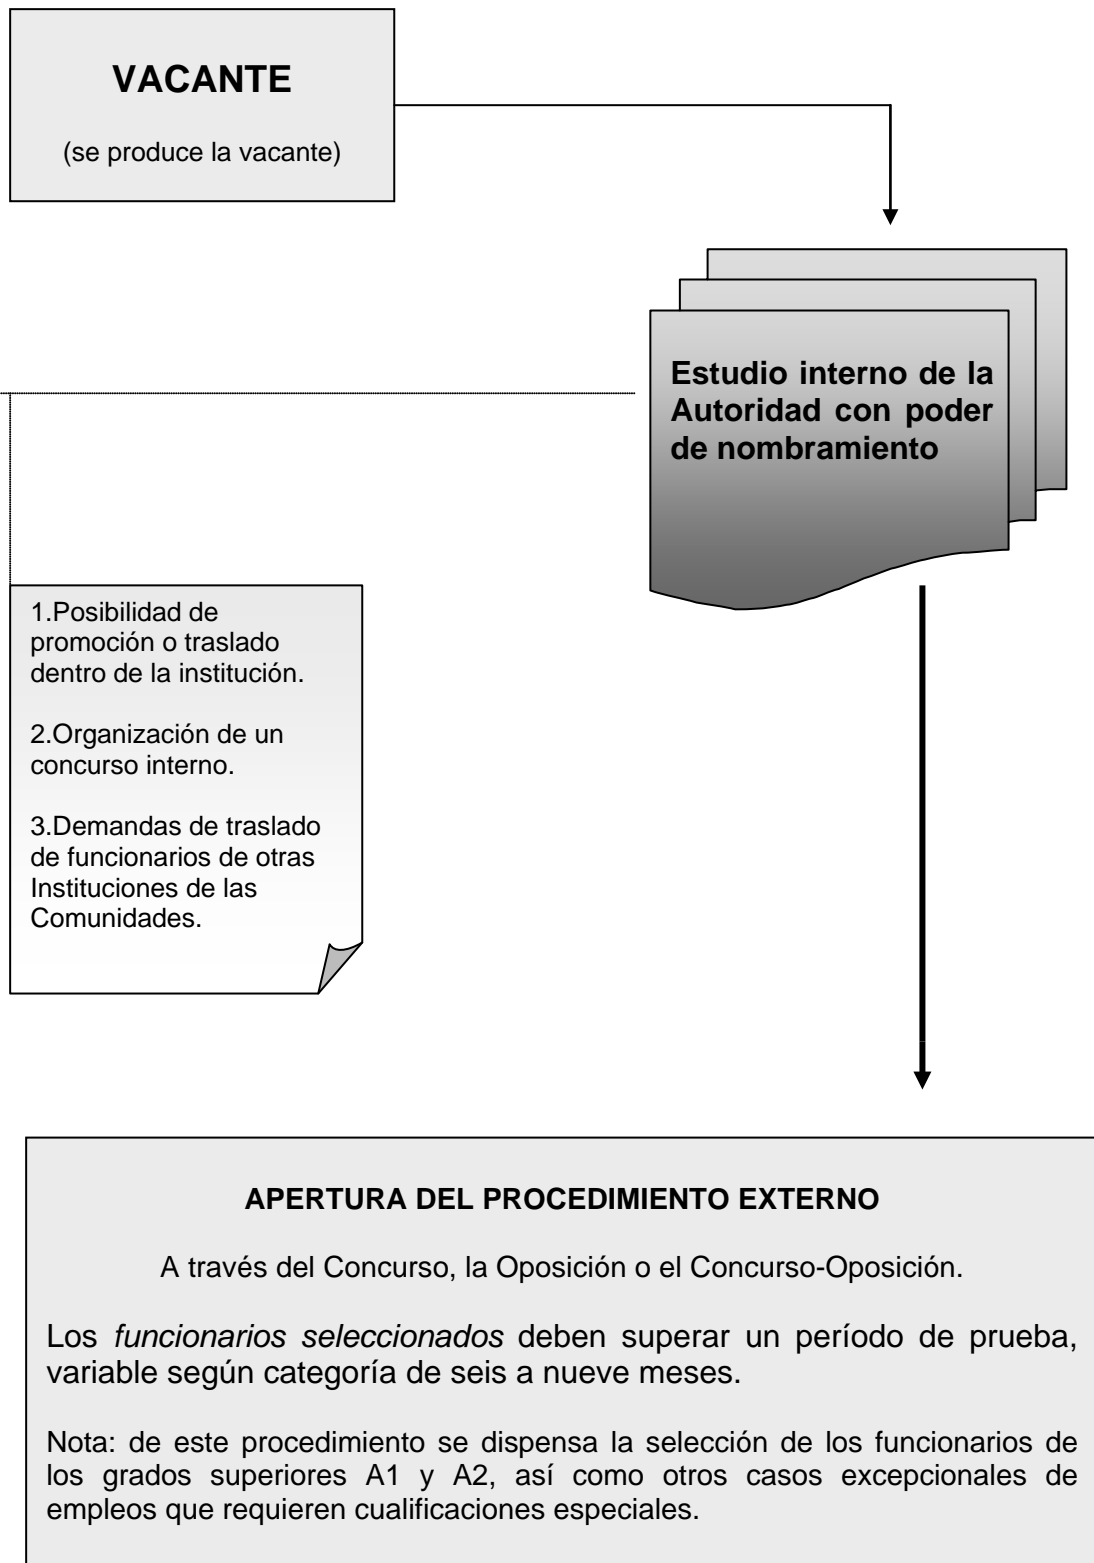 VACANTE
(se produce la vacante)
Estudio interno de la
Autoridad con poder
de nombramiento
1.Posibilidad de
promoción o traslado
dentro de la institución.
2.Organización de un
concurso interno.
3.Demandas de traslado
de funcionarios de otras
Instituciones de las
Comunidades.
APERTURA DEL PROCEDIMIENTO EXTERNO
A través del Concurso, la Oposición o el Concurso-Oposición.
Los funcionarios seleccionados deben superar un período de prueba,
variable según categoría de seis a nueve meses.
Nota: de este procedimiento se dispensa la selección de los funcionarios de
los grados superiores A1 y A2, así como otros casos excepcionales de
empleos que requieren cualificaciones especiales.